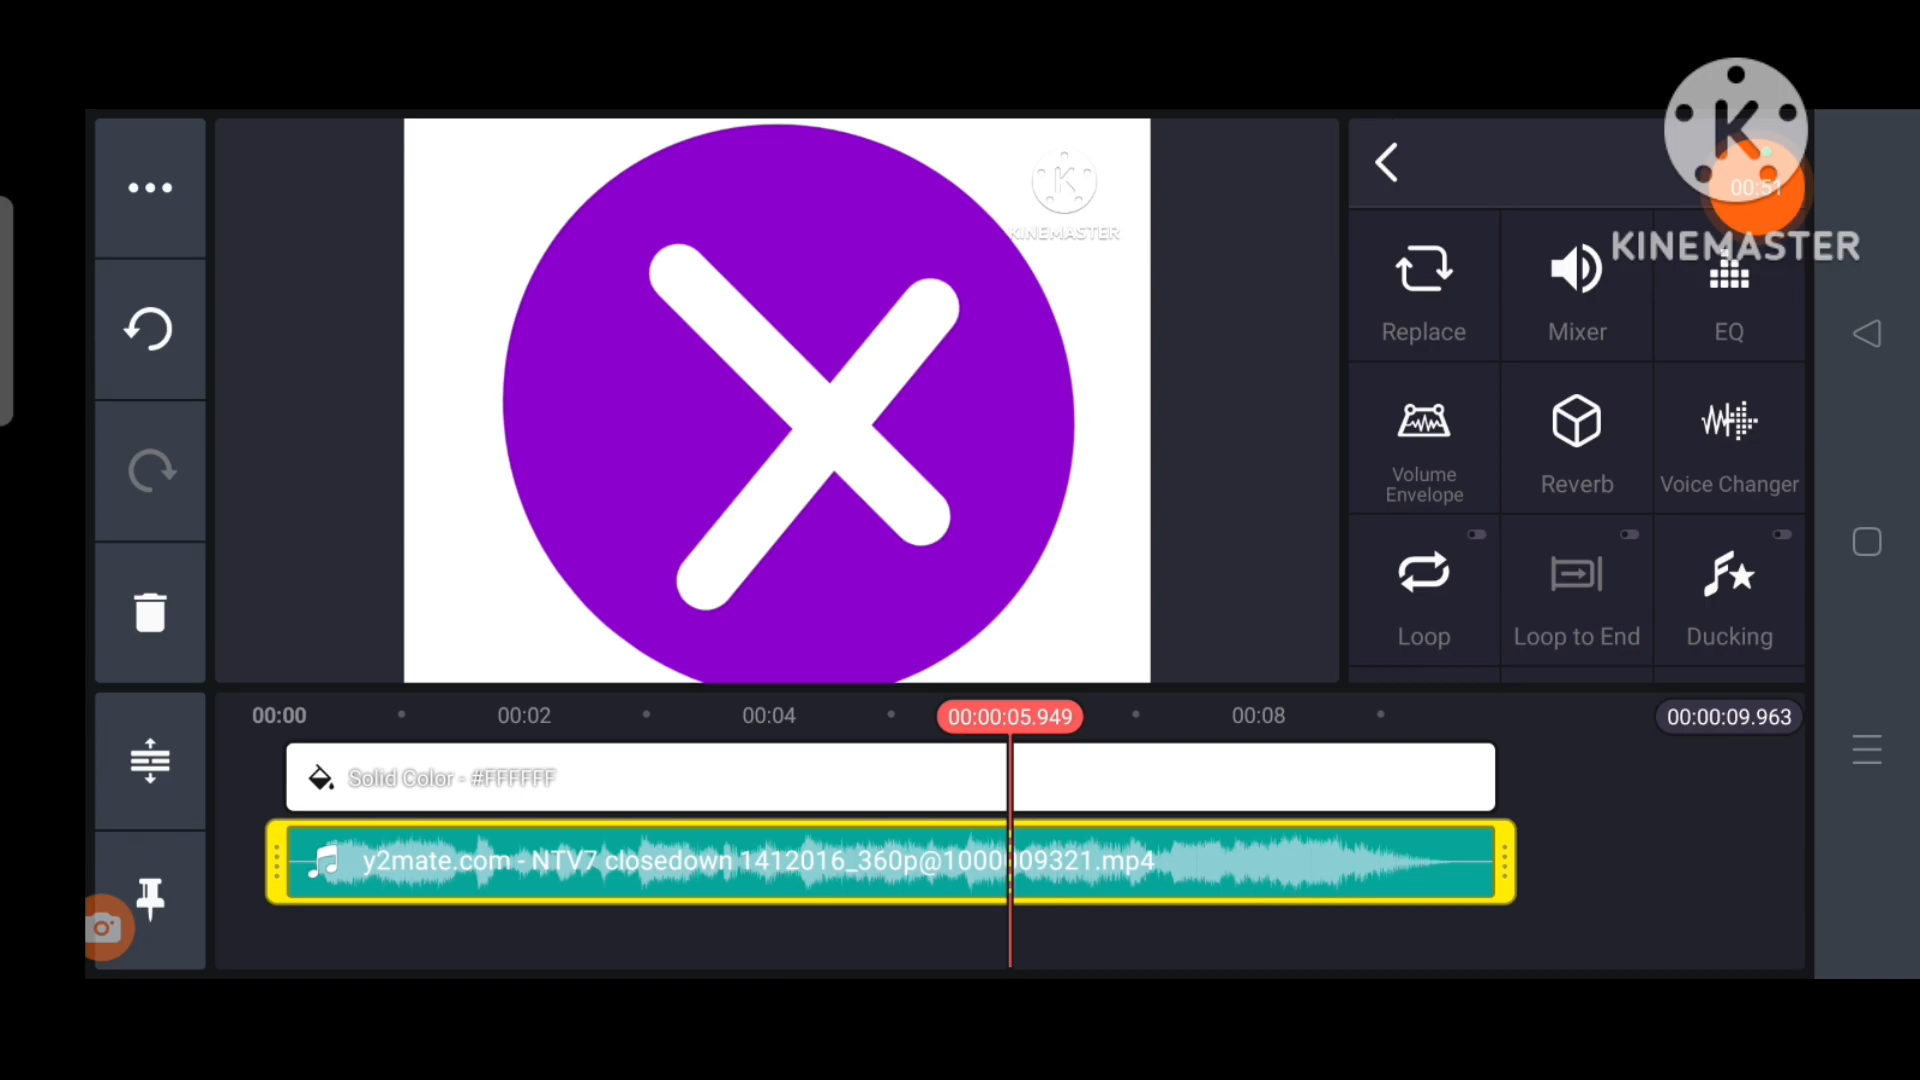 K
KINEMASTER
K
00:51
KINEMASTER
Replace
Mixer
EQ
Volume
Envelope
Reverb
Voice Changer
Loop
Loop to End
Ducking
00:00
00:02
00:04
00:00:05.949
00:08
00:00:09.963
Solid Color - #FFFFFF
y2mate.com - NTV7 closedown 1412016_360p@1000009321.mp4